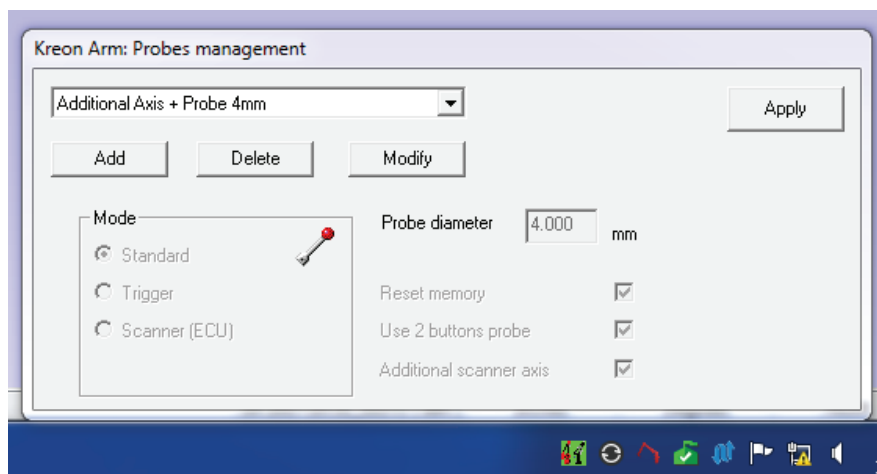 Kreon Arm: Probes management
Additional Axis + Probe 4mm
Apply
Add Delete Modify
Mode
Probe diameter 4.000 mm
Standard
Trigger
Reset memory
Scanner (ECU)
Use 2 buttons probe
Additional scanner axis